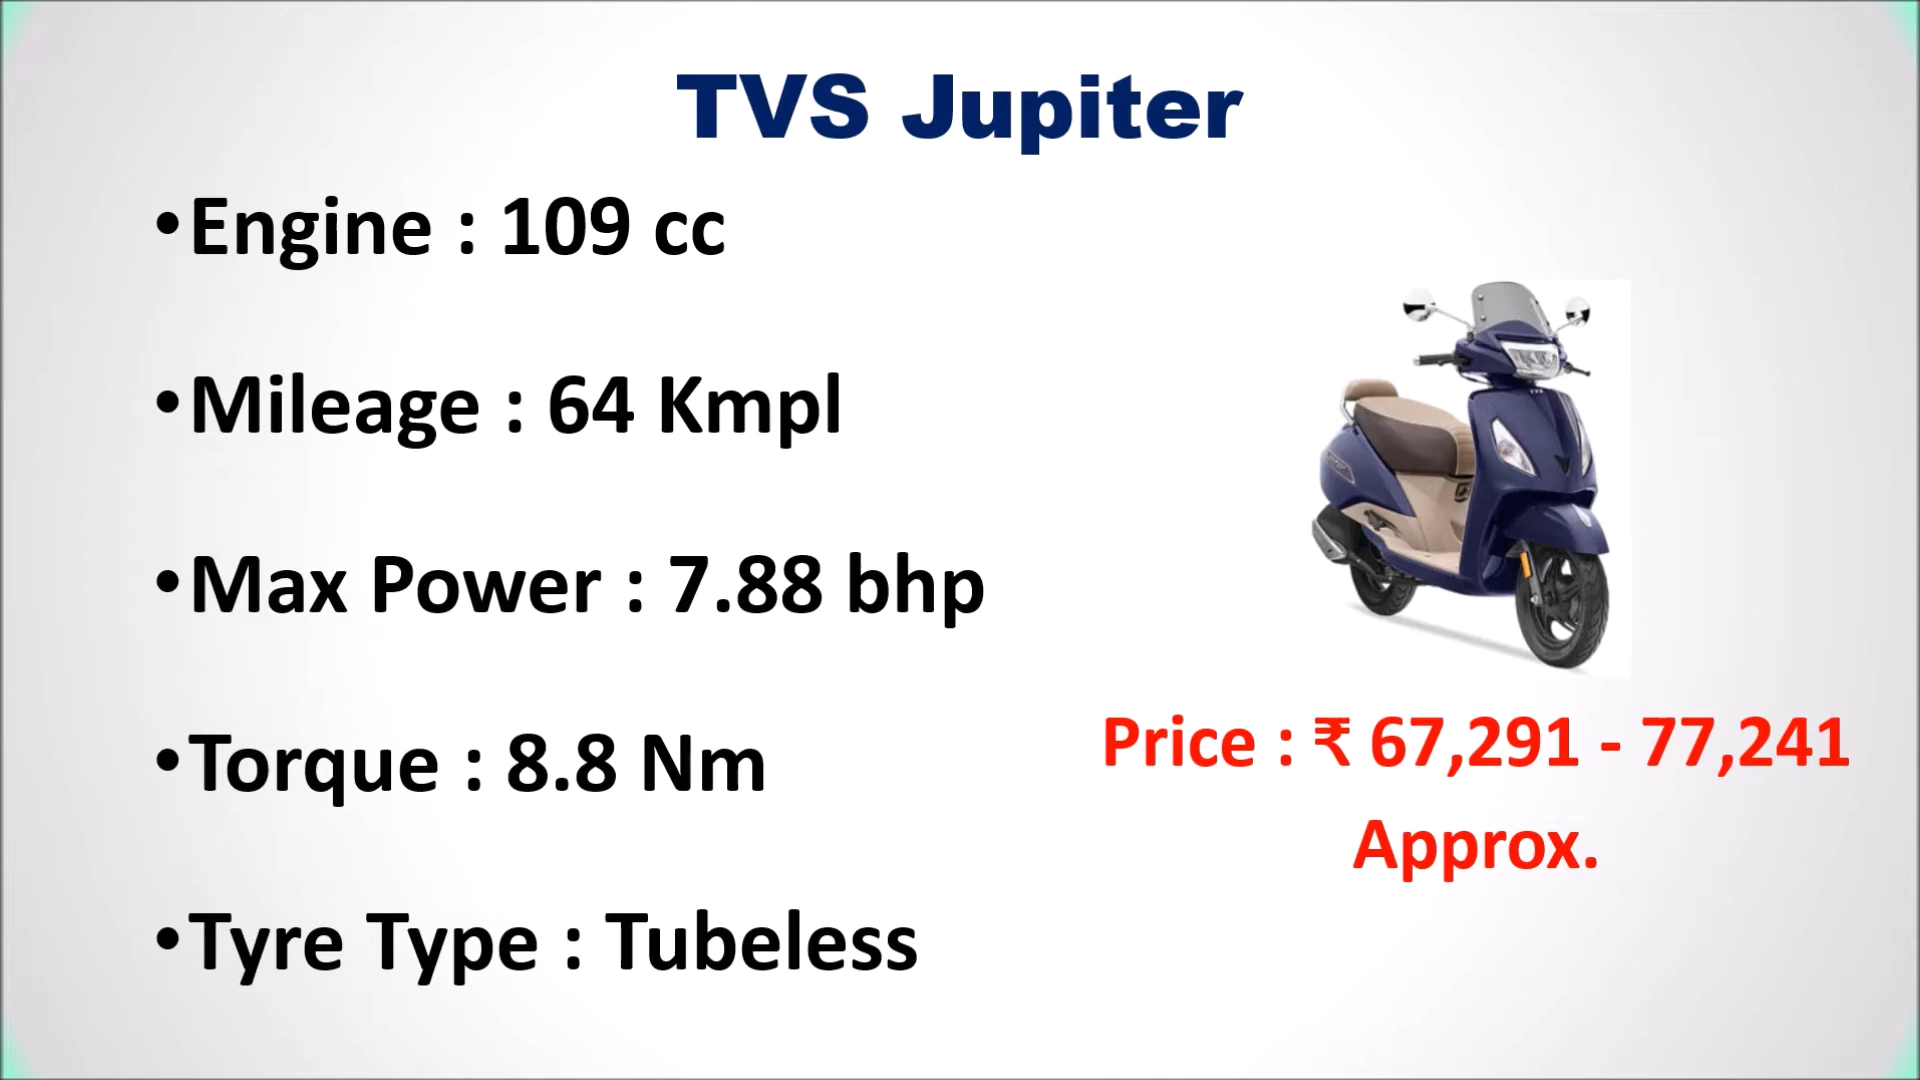 TVS Jupiter
•Engine : 109 cc
•Mileage : 64 Kmpl
•Max Power : 7.88 bhp
•Torque : 8.8 Nm
•Tyre Type : Tubeless
Price : ₹ 67,291 - 77,241
Approx.